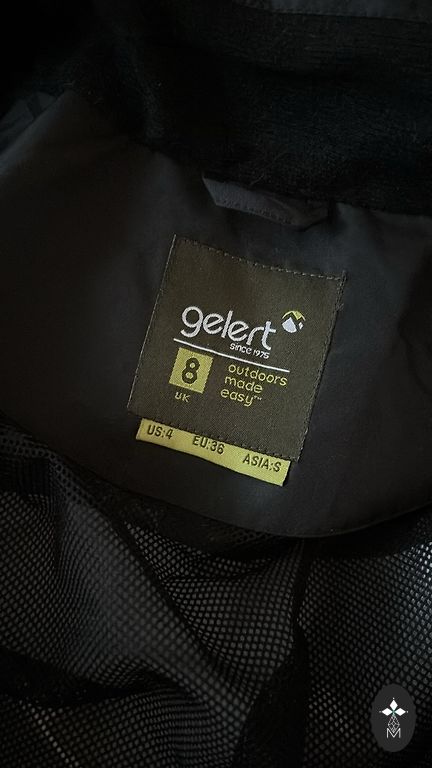 gelert
SINCE 1975
8
UK
outdoors
made
easy™
US:4 EU:36 ASIA:S
M